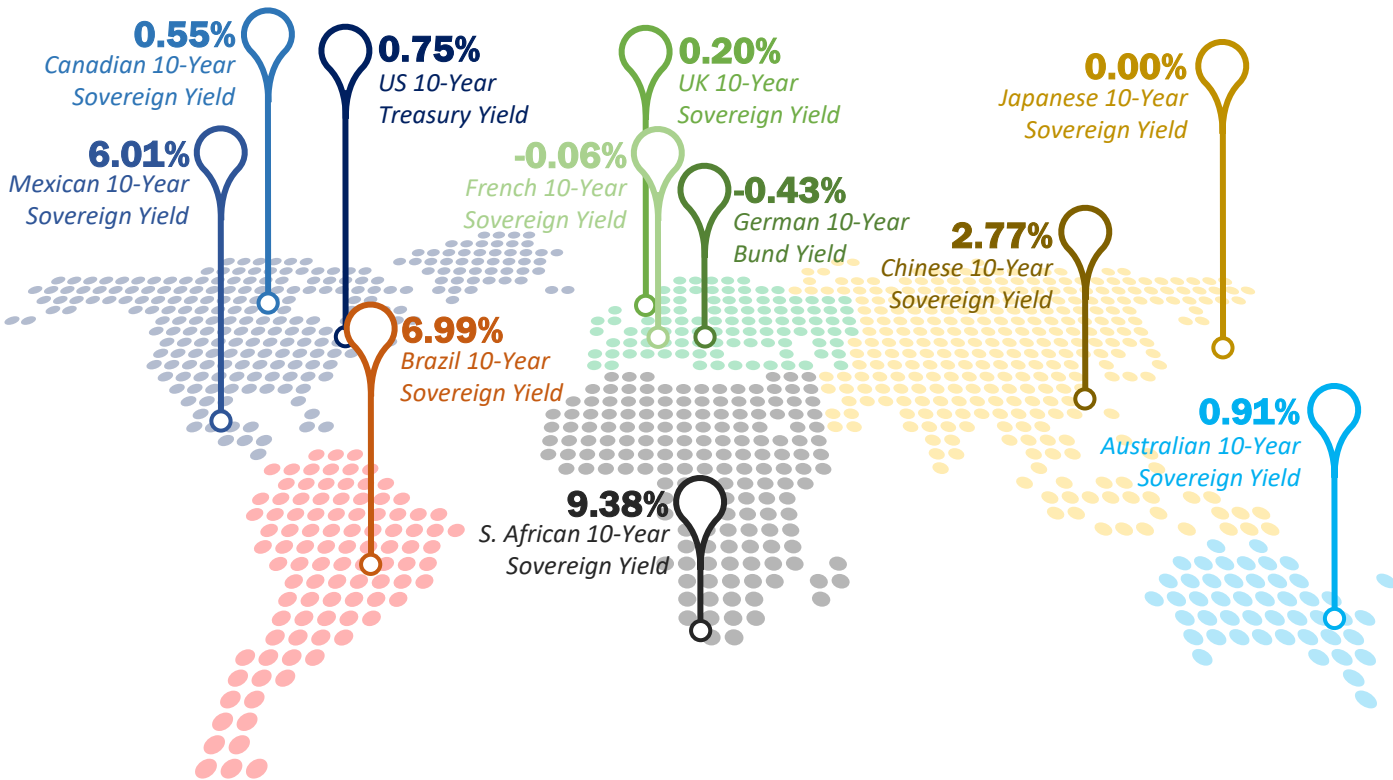 0.55%
Canadian 10-Year
Sovereign Yield
0.75%
US 10-Year
Treasury Yield
0.20%
UK 10-Year
Sovereign Yield
0.00%
Japanese 10-Year
Sovereign Yield
6.01%
Mexican 10-Year
Sovereign Yield
-0.06%
French 10-Year
Sovereign Yield
-0.43%
German 10-Year
Bund Yield
2.77%
Chinese 10-Year
Sovereign Yield
6.99%
Brazil 10-Year
Sovereign Yield
0.91%
Australian 10-Year
Sovereign Yield
9.38%
S. African 10-Year
Sovereign Yield